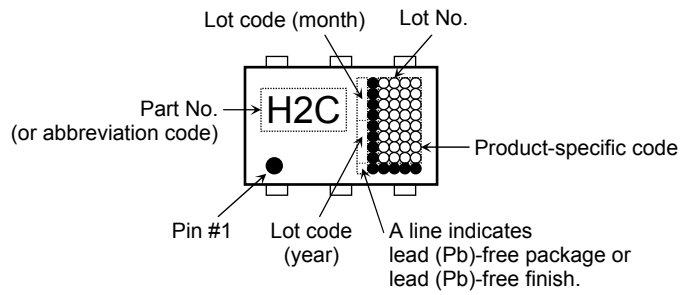 Lot code (month)
Lot No.
Part No.
(or abbreviation code)
H2C
Product-specific code
Pin #1
Lot code
(year)
A line indicates
lead (Pb)-free package or
lead (Pb)-free finish.